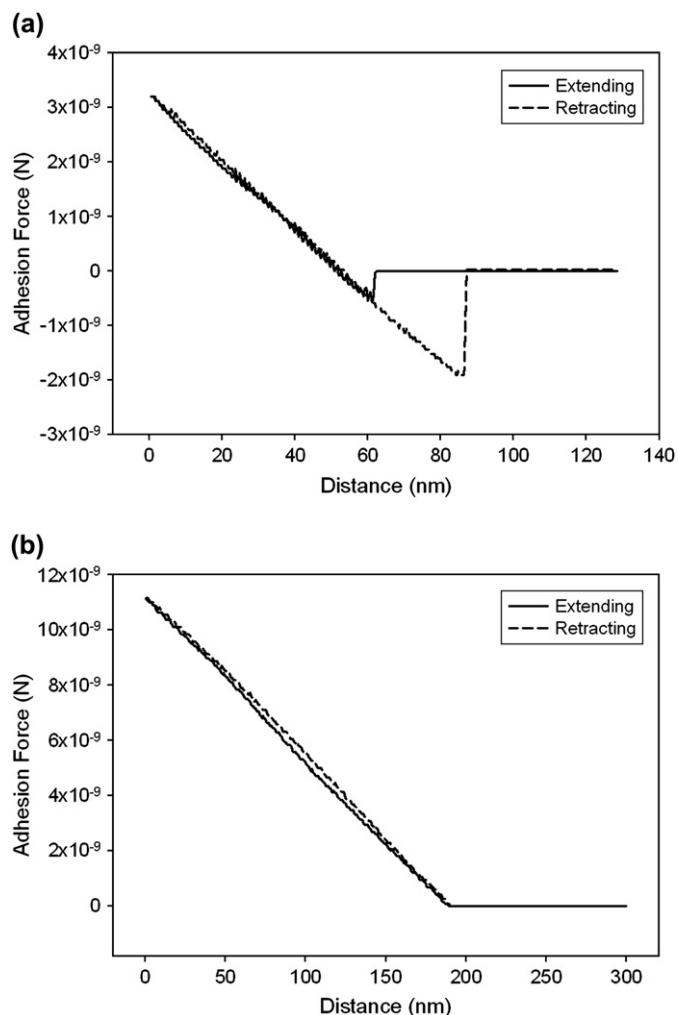 (a)
4x10⁻⁹
3x10⁻⁹
2x10⁻⁹
1x10⁻⁹
0
-1x10⁻⁹
-2x10⁻⁹
-3x10⁻⁹
Adhesion Force (N)
Extending
Retracting
0 20 40 60 80 100 120 140
Distance (nm)
(b)
12x10⁻⁹
10x10⁻⁹
8x10⁻⁹
6x10⁻⁹
4x10⁻⁹
2x10⁻⁹
0
Adhesion Force (N)
Extending
Retracting
0 50 100 150 200 250 300
Distance (nm)